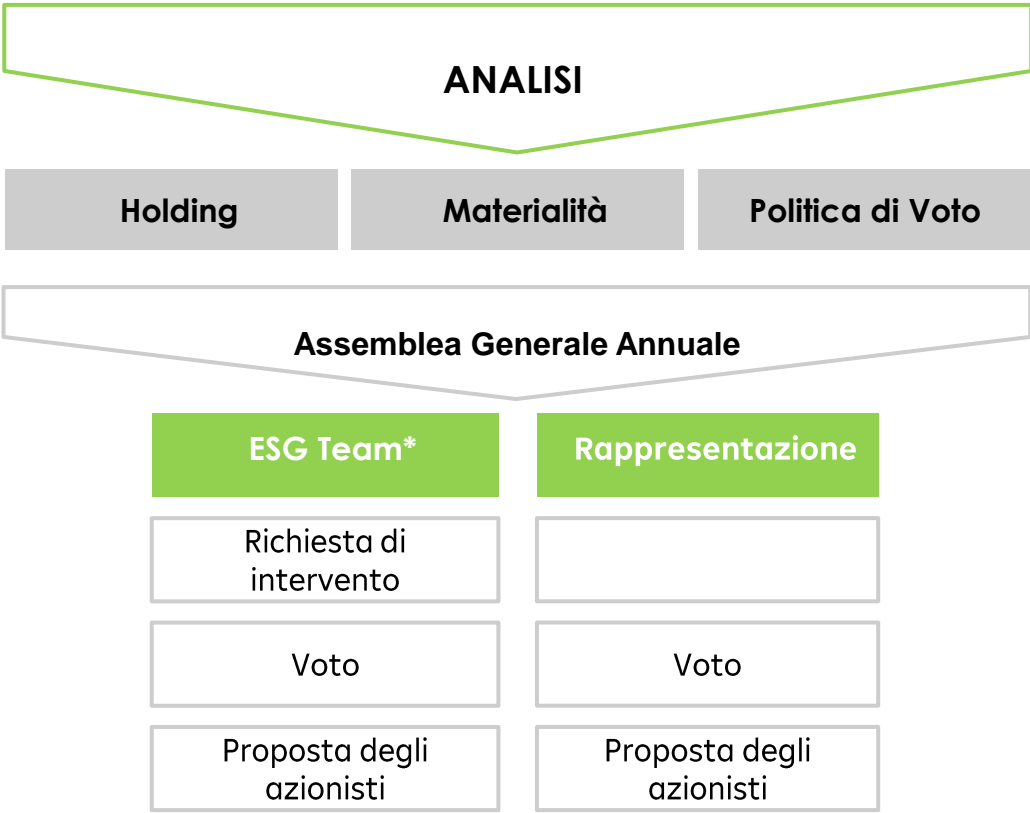 ANALISI
Holding
Materialità
Politica di Voto
Assemblea Generale Annuale
ESG Team*
Rappresentazione
Richiesta di
intervento
Voto
Voto
Proposta degli
azionisti
Proposta degli
azionisti